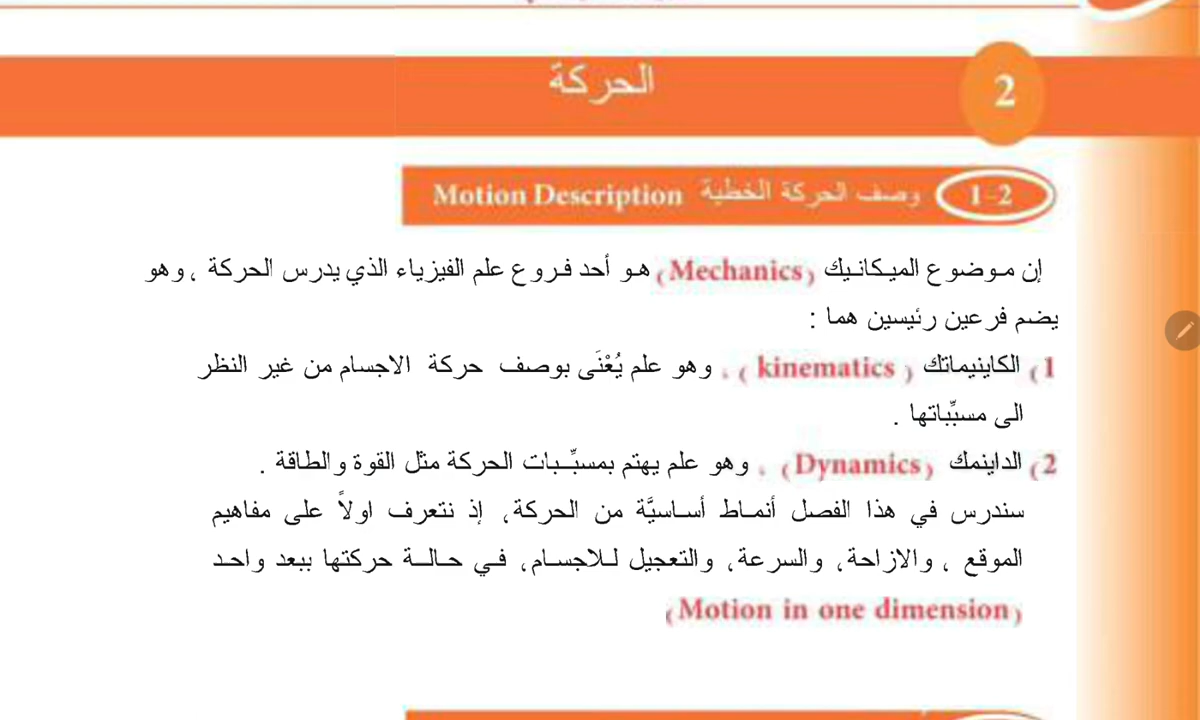 الحركة
2
1-2 وصف الحركة الخطية Motion Description
إن موضوع الميكانيك (Mechanics) هو أحد فروع علم الفيزياء الذي يدرس الحركة ، وهو
يضم فرعين رئيسين هما :
1) الكاينيماتك ( kinematics ) ، وهو علم يُعْنَى بوصف حركة الاجسام من غير النظر
الى مسبِّباتها .
2) الداينمك (Dynamics) ، وهو علم يهتم بمسبِّبات الحركة مثل القوة والطاقة .
سندرس في هذا الفصل أنماط أساسيَّة من الحركة، إذ نتعرف اولاً على مفاهيم
الموقع ، والازاحة، والسرعة، والتعجيل للاجسام، في حالة حركتها ببعد واحد
(Motion in one dimension)